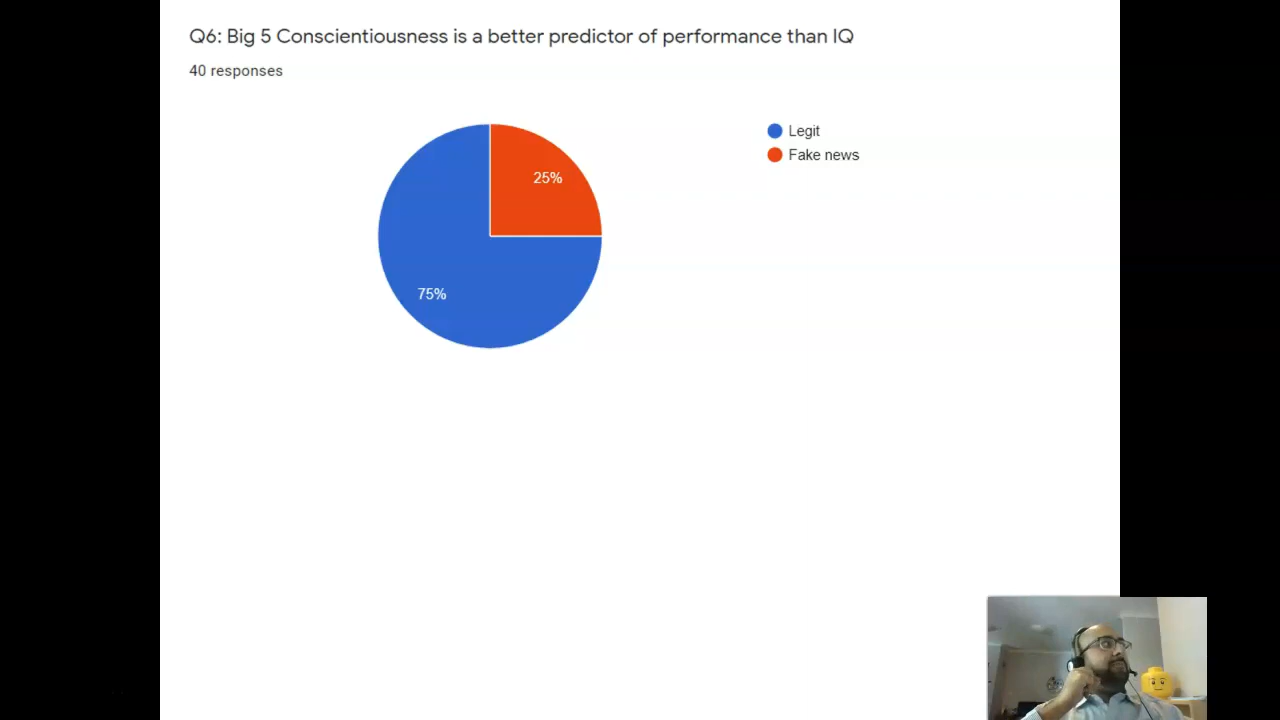 Q6: Big 5 Conscientiousness is a better predictor of performance than IQ
40 responses
Legit
Fake news
25%
75%